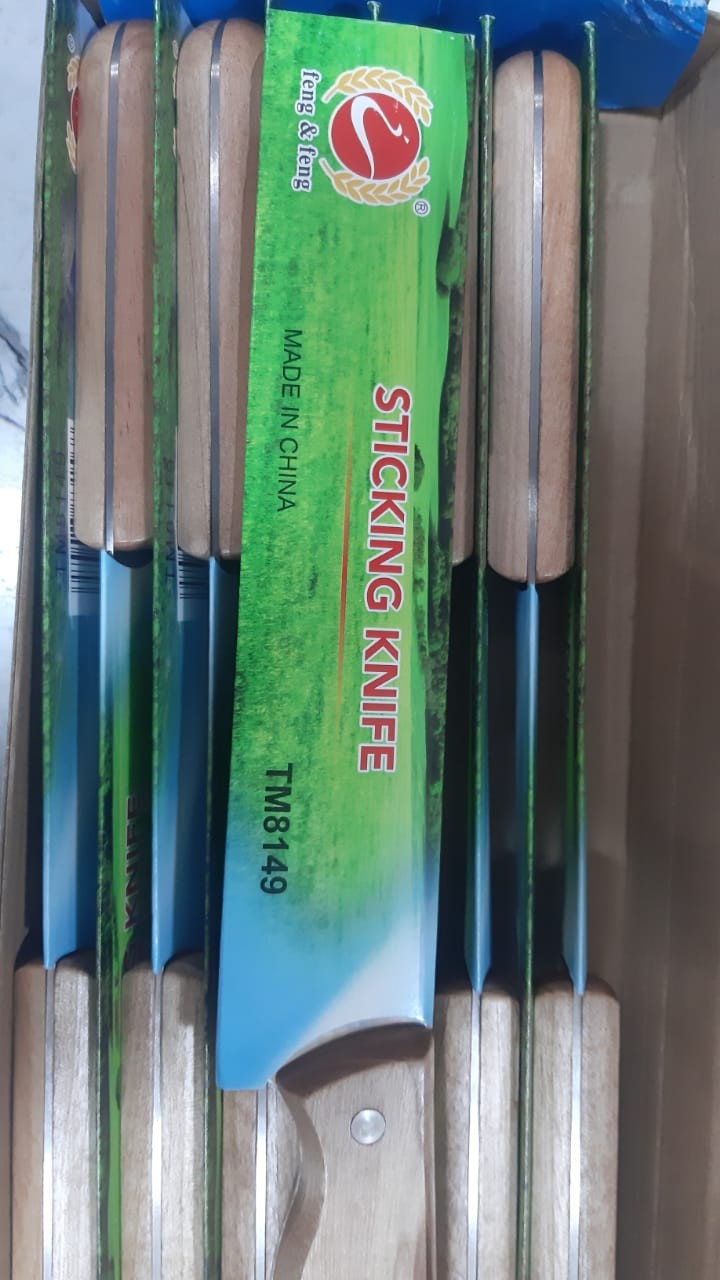 feng & feng
®
MADE IN CHINA
STICKING KNIFE
TM8149
KNIFE